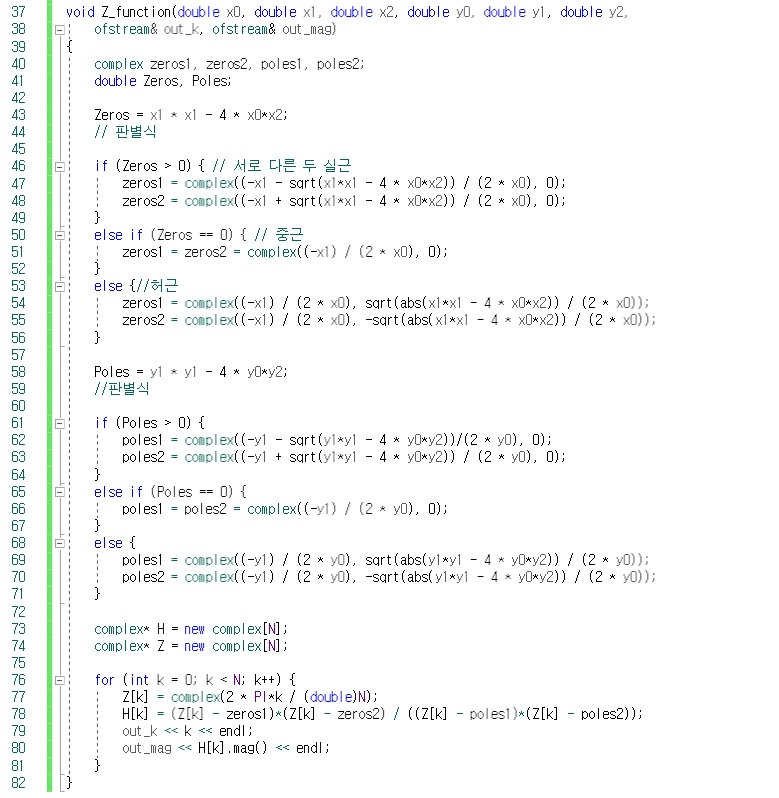 37 void Z_function(double x0, double x1, double x2, double y0, double y1, double y2,
38     ofstream& out_k, ofstream& out_mag)
39 {
40     complex zeros1, zeros2, poles1, poles2;
41     double Zeros, Poles;
42
43     Zeros = x1 * x1 - 4 * x0*x2;
44     // 판별식
45
46     if (Zeros > 0) { // 서로 다른 두 실근
47         zeros1 = complex((-x1 - sqrt(x1*x1 - 4 * x0*x2)) / (2 * x0), 0);
48         zeros2 = complex((-x1 + sqrt(x1*x1 - 4 * x0*x2)) / (2 * x0), 0);
49     }
50     else if (Zeros == 0) { // 중근
51         zeros1 = zeros2 = complex((-x1) / (2 * x0), 0);
52     }
53     else {//허근
54         zeros1 = complex((-x1) / (2 * x0), sqrt(abs(x1*x1 - 4 * x0*x2)) / (2 * x0));
55         zeros2 = complex((-x1) / (2 * x0), -sqrt(abs(x1*x1 - 4 * x0*x2)) / (2 * x0));
56     }
57
58     Poles = y1 * y1 - 4 * y0*y2;
59     //판별식
60
61     if (Poles > 0) {
62         poles1 = complex((-y1 - sqrt(y1*y1 - 4 * y0*y2))/(2 * y0), 0);
63         poles2 = complex((-y1 + sqrt(y1*y1 - 4 * y0*y2)) / (2 * y0), 0);
64     }
65     else if (Poles == 0) {
66         poles1 = poles2 = complex((-y1) / (2 * y0), 0);
67     }
68     else {
69         poles1 = complex((-y1) / (2 * y0), sqrt(abs(y1*y1 - 4 * y0*y2)) / (2 * y0));
70         poles2 = complex((-y1) / (2 * y0), -sqrt(abs(y1*y1 - 4 * y0*y2)) / (2 * y0));
71     }
72
73     complex* H = new complex[N];
74     complex* Z = new complex[N];
75
76     for (int k = 0; k < N; k++) {
77         Z[k] = complex(2 * PI*k / (double)N);
78         H[k] = (Z[k] - zeros1)*(Z[k] - zeros2) / ((Z[k] - poles1)*(Z[k] - poles2));
79         out_k << k << endl;
80         out_mag << H[k].mag() << endl;
81     }
82 }